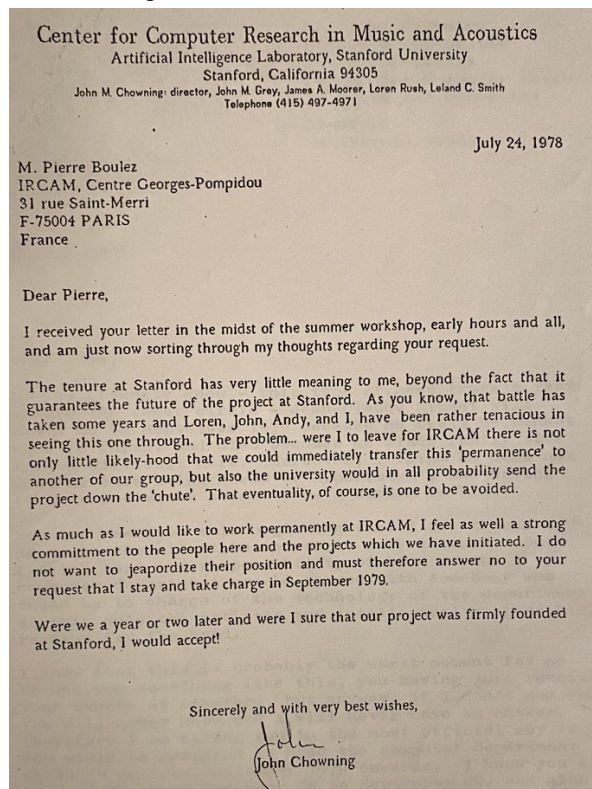 Center for Computer Research in Music and Acoustics
Artificial Intelligence Laboratory, Stanford University
Stanford, California 94305
John M. Chowning: director, John M. Grey, James A. Moorer, Loren Rush, Leland C. Smith
Telephone (415) 497-4971
July 24, 1978
M. Pierre Boulez
IRCAM, Centre Georges-Pompidou
31 rue Saint-Merri
F-75004 PARIS
France
Dear Pierre,
I received your letter in the midst of the summer workshop, early hours and all,
and am just now sorting through my thoughts regarding your request.
The tenure at Stanford has very little meaning to me, beyond the fact that it
guarantees the future of the project at Stanford. As you know, that battle has
taken some years and Loren, John, Andy, and I, have been rather tenacious in
seeing this one through. The problem... were I to leave for IRCAM there is not
only little likely-hood that we could immediately transfer this 'permanence' to
another of our group, but also the university would in all probability send the
project down the 'chute'. That eventuality, of course, is one to be avoided.
As much as I would like to work permanently at IRCAM, I feel as well a strong
committment to the people here and the projects which we have initiated. I do
not want to jeapordize their position and must therefore answer no to your
request that I stay and take charge in September 1979.
Were we a year or two later and were I sure that our project was firmly founded
at Stanford, I would accept!
Sincerely and with very best wishes,
John
John Chowning